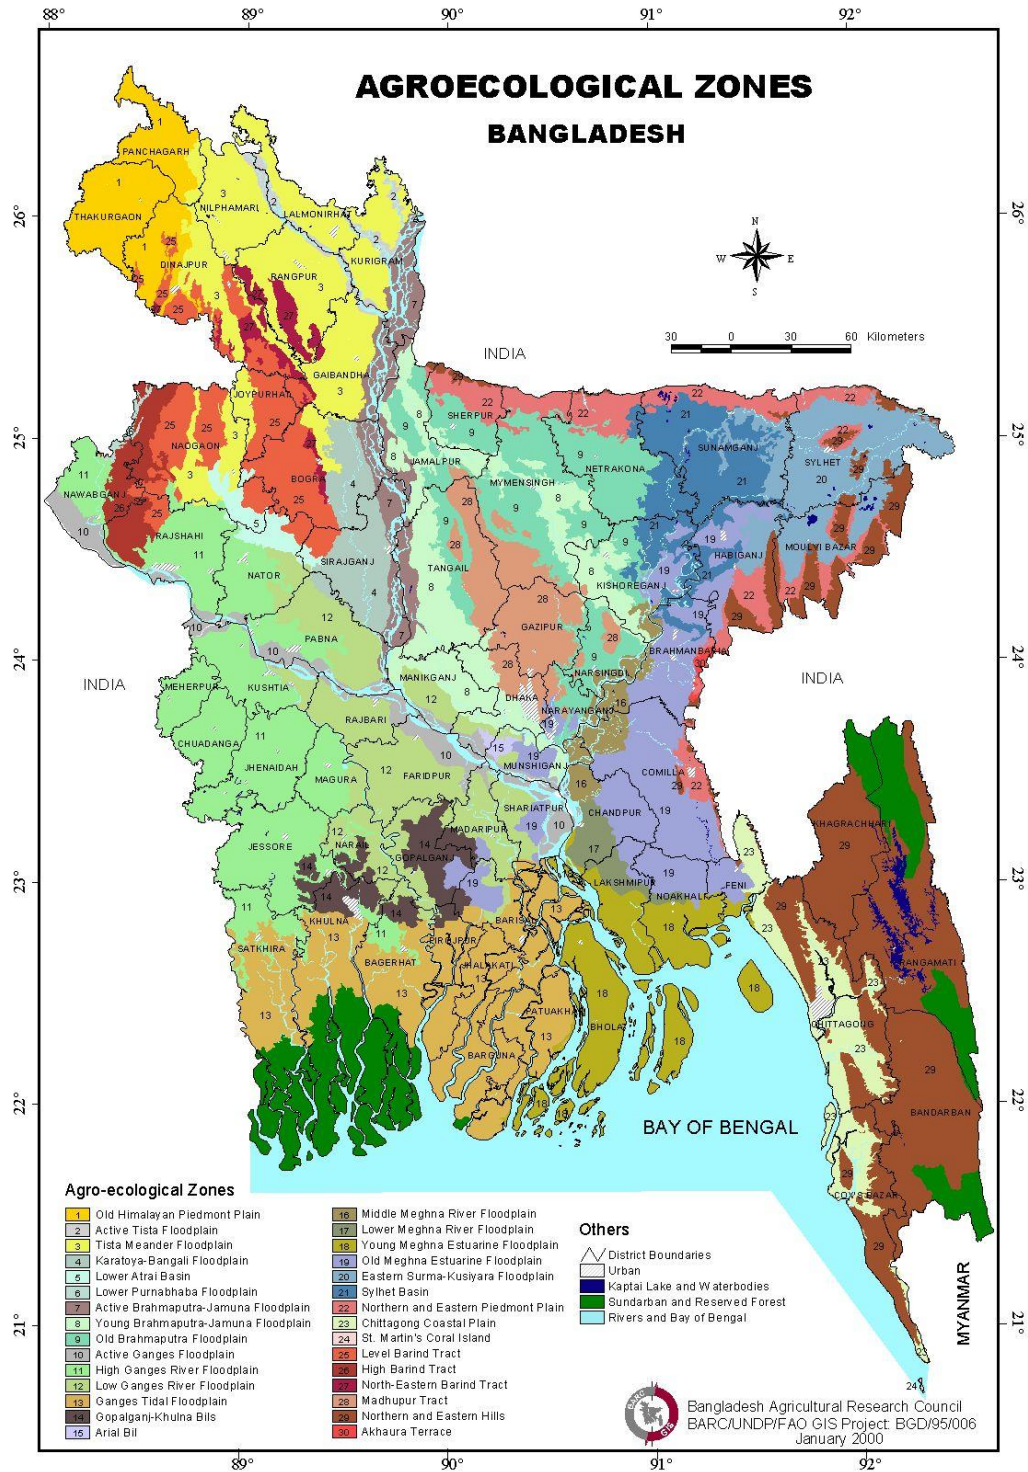 88° 89° 90° 91° 92°
AGROECOLOGICAL ZONES
BANGLADESH
26° 26°
25° 25°
24° 24°
23° 23°
22° 22°
21° 21°
N
W E
S
30 0 30 60 Kilometers
INDIA
INDIA
INDIA
MYANMAR
BAY OF BENGAL
PANCHAGARH
THAKURGAON
NILPHAMARI
LALMONIRHAT
DINAJPUR
RANGPUR
KURIGRAM
GAIBANDHA
JOYPURHAT
NAOGAON
BOGRA
NAWABGANJ
RAJSHAHI
NATOR
SIRAJGANJ
PABNA
SHERPUR
JAMALPUR
MYMENSINGH
NETRAKONA
SUNAMGANJ
SYLHET
MOULVI BAZAR
HABIGANJ
KISHOREGANJ
TANGAIL
GAZIPUR
NARSINGDI
BRAHMANBARIA
MANIKGANJ
DHAKA
NARAYANGANJ
MUNSHIGANJ
MEHERPUR
KUSHTIA
CHUADANGA
JHENAIDAH
MAGURA
RAJBARI
FARIDPUR
SHARIATPUR
MADARIPUR
GOPALGANJ
NARAIL
JESSORE
COMILLA
CHANDPUR
LAKSHMIPUR
NOAKHALI
FENI
KHAGRACHHARI
RANGAMATI
CHITTAGONG
BANDARBAN
COX'S BAZAR
SATKHIRA
KHULNA
BAGERHAT
PIROJPUR
JHALAKATI
BARISAL
PATUAKHALI
BARGUNA
BHOLA
Agro-ecological Zones
1 Old Himalayan Piedmont Plain
2 Active Tista Floodplain
3 Tista Meander Floodplain
4 Karatoya-Bangali Floodplain
5 Lower Atrai Basin
6 Lower Purnabhaba Floodplain
7 Active Brahmaputra-Jamuna Floodplain
8 Young Brahmaputra-Jamuna Floodplain
9 Old Brahmaputra Floodplain
10 Active Ganges Floodplain
11 High Ganges River Floodplain
12 Low Ganges River Floodplain
13 Ganges Tidal Floodplain
14 Gopalganj-Khulna Bils
15 Arial Bil
16 Middle Meghna River Floodplain
17 Lower Meghna River Floodplain
18 Young Meghna Estuarine Floodplain
19 Old Meghna Estuarine Floodplain
20 Eastern Surma-Kusiyara Floodplain
21 Sylhet Basin
22 Northern and Eastern Piedmont Plain
23 Chittagong Coastal Plain
24 St. Martin's Coral Island
25 Level Barind Tract
26 High Barind Tract
27 North-Eastern Barind Tract
28 Madhupur Tract
29 Northern and Eastern Hills
30 Akhaura Terrace
Others
District Boundaries
Urban
Kaptai Lake and Waterbodies
Sundarban and Reserved Forest
Rivers and Bay of Bengal
BARC
GIS
Bangladesh Agricultural Research Council
BARC/UNDP/FAO GIS Project: BGD/95/006
January 2000
89° 90° 91° 92°